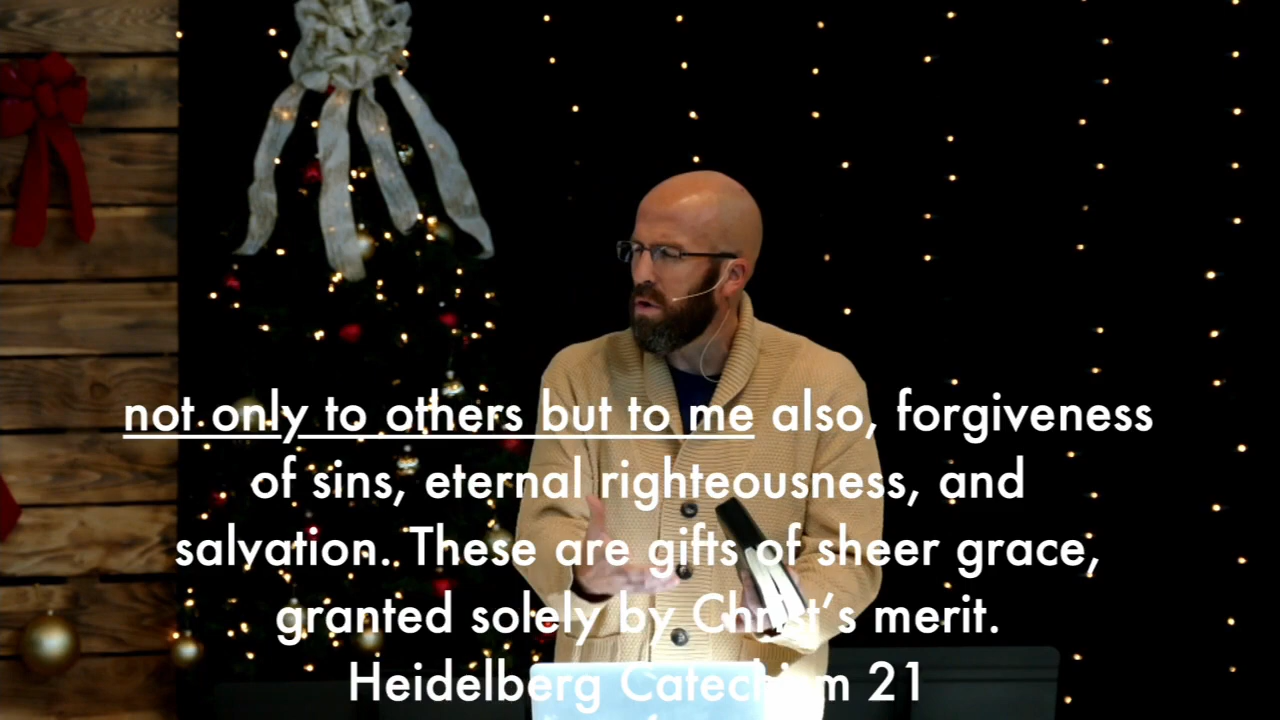 not only to others but to me also, forgiveness
of sins, eternal righteousness, and
salvation. These are gifts of sheer grace,
granted solely by Christ's merit.
Heidelberg Catechism 21